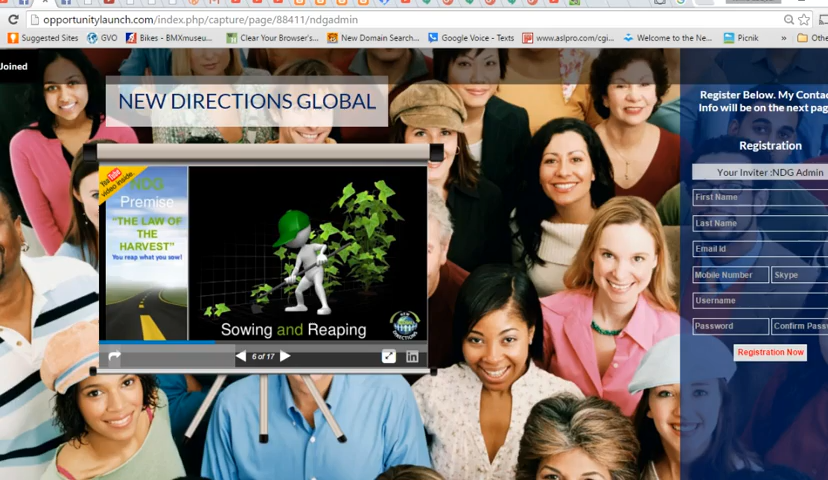 opportunitylaunch.com/index.php/capture/page/88411/ndgadmin
Suggested Sites GVO Bikes - BMXmuseu... Clear Your Browser's... New Domain Search... Google Voice - Texts www.aslpro.com/cgi... Welcome to the Ne... Picnik »
Joined
NEW DIRECTIONS GLOBAL
YouTube
Video Inside.
NDG
Premise
"THE LAW OF
THE
HARVEST"
You reap what you sow!
Sowing and Reaping
6 of 17
Register Below. My Conta
Info will be on the next pag
Registration
Your Inviter :NDG Admin
First Name
Last Name
Email Id
Mobile Number Skype
Username
Password Confirm Pass
Registration Now